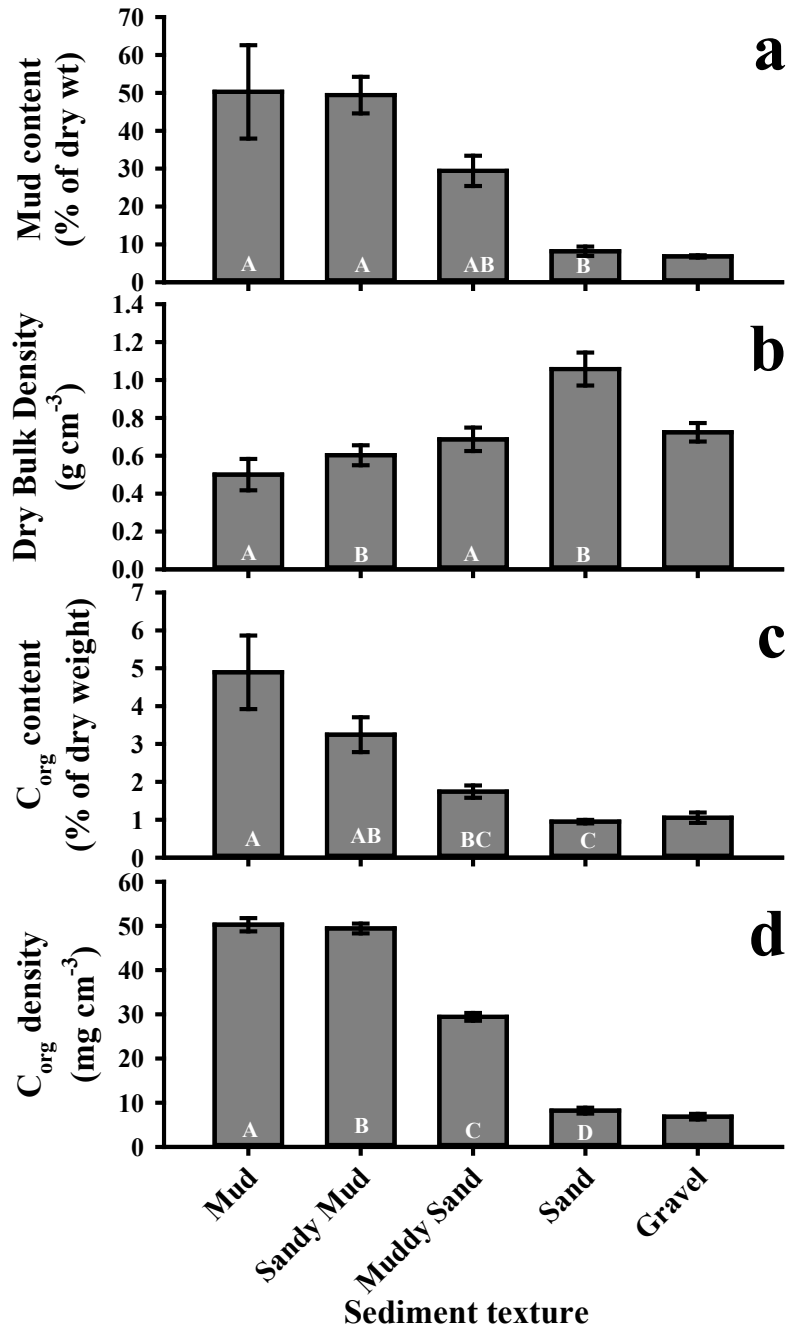 a
Mud content
(% of dry wt)
70
60
50
40
30
20
10
0
A
A
AB
B
b
Dry Bulk Density
(g cm⁻³)
1.4
1.2
1.0
0.8
0.6
0.4
0.2
0.0
A
B
A
B
c
C_org content
(% of dry weight)
7
6
5
4
3
2
1
0
A
AB
BC
C
d
C_org density
(mg cm⁻³)
60
50
40
30
20
10
0
A
B
C
D
Mud
Sandy Mud
Muddy Sand
Sand
Gravel
Sediment texture